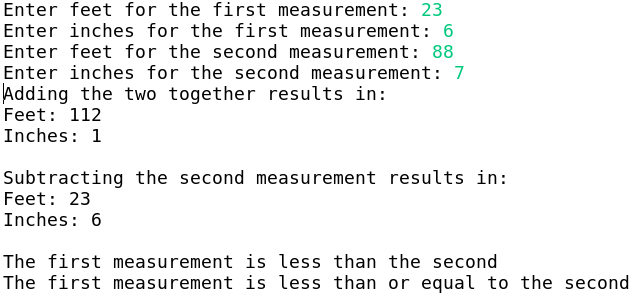 Enter feet for the first measurement: 23
Enter inches for the first measurement: 6
Enter feet for the second measurement: 88
Enter inches for the second measurement: 7
Adding the two together results in:
Feet: 112
Inches: 1

Subtracting the second measurement results in:
Feet: 23
Inches: 6

The first measurement is less than the second
The first measurement is less than or equal to the second